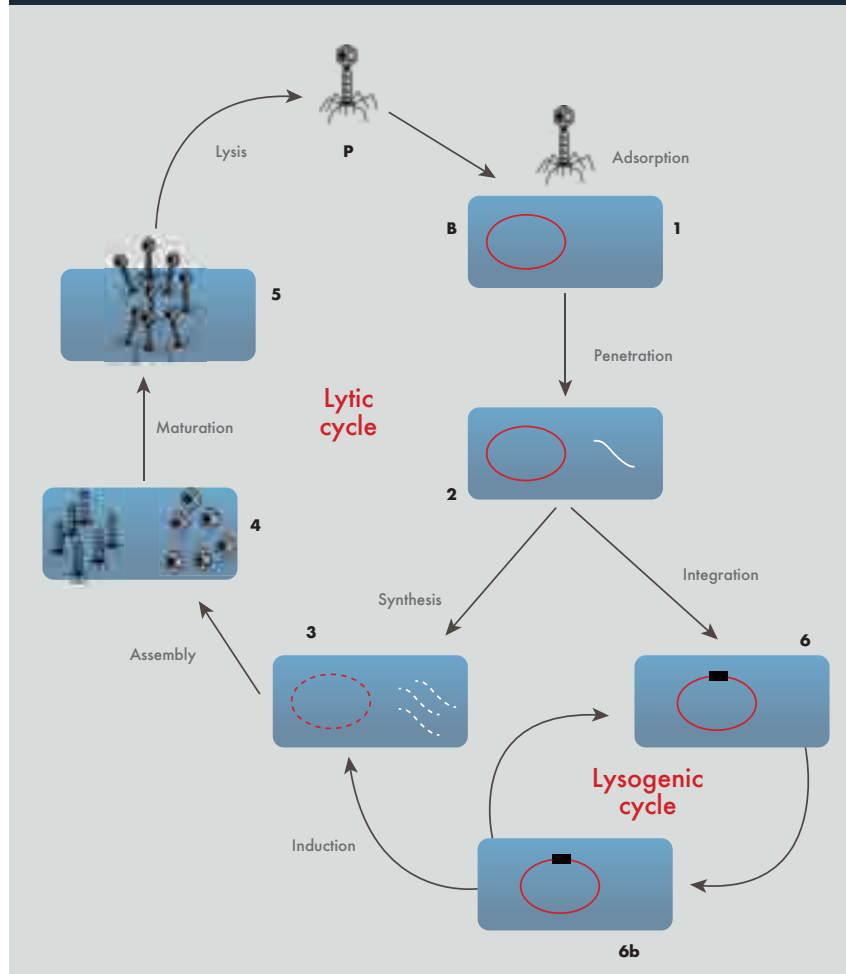 P
Lysis
Adsorption
B
1
5
Penetration
Lytic
cycle
Maturation
2
4
Integration
Synthesis
3
6
Assembly
Lysogenic
cycle
Induction
6b